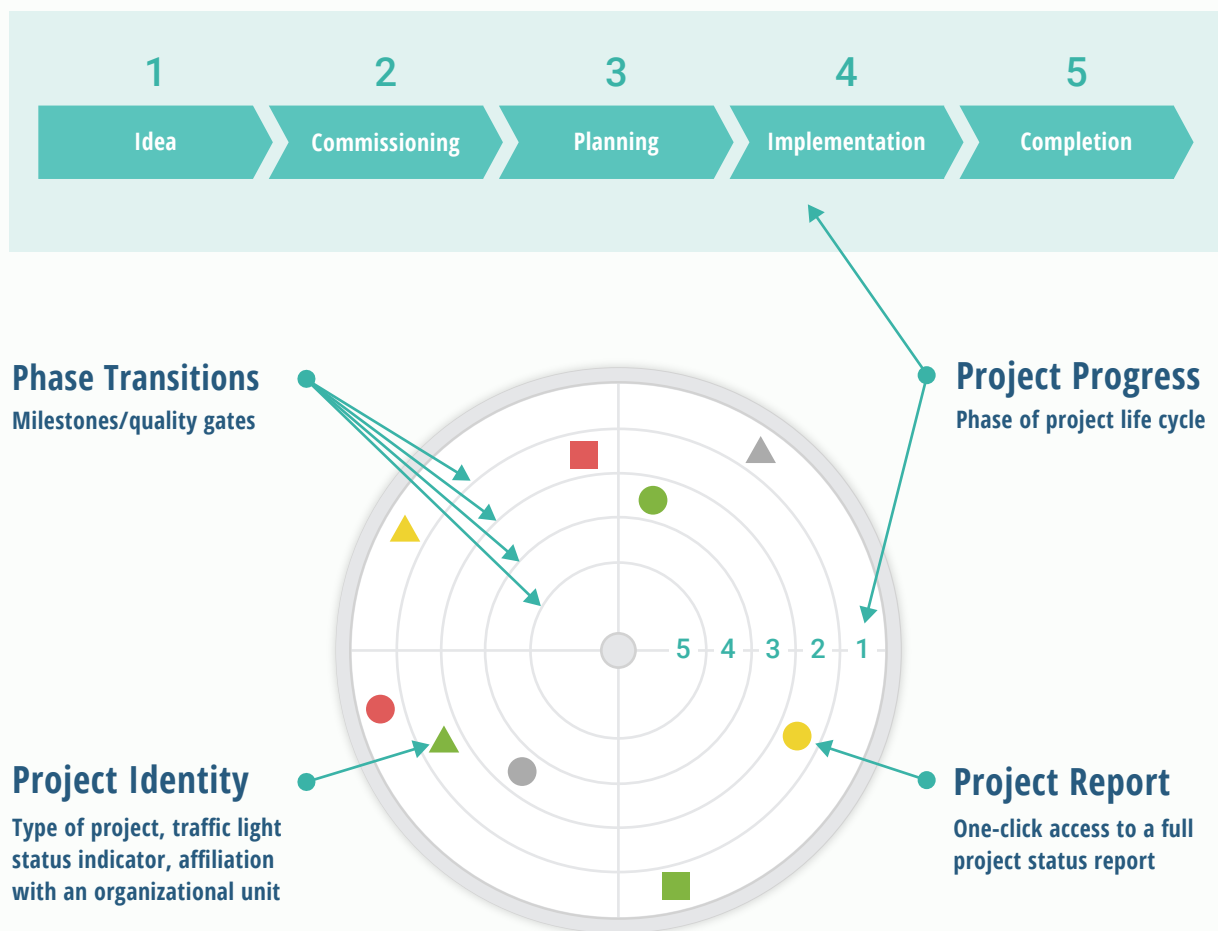 1
2
3
4
5
Idea
Commissioning
Planning
Implementation
Completion
Phase Transitions
Milestones/quality gates
Project Progress
Phase of project life cycle
5
4
3
2
1
Project Identity
Type of project, traffic light
status indicator, affiliation
with an organizational unit
Project Report
One-click access to a full
project status report